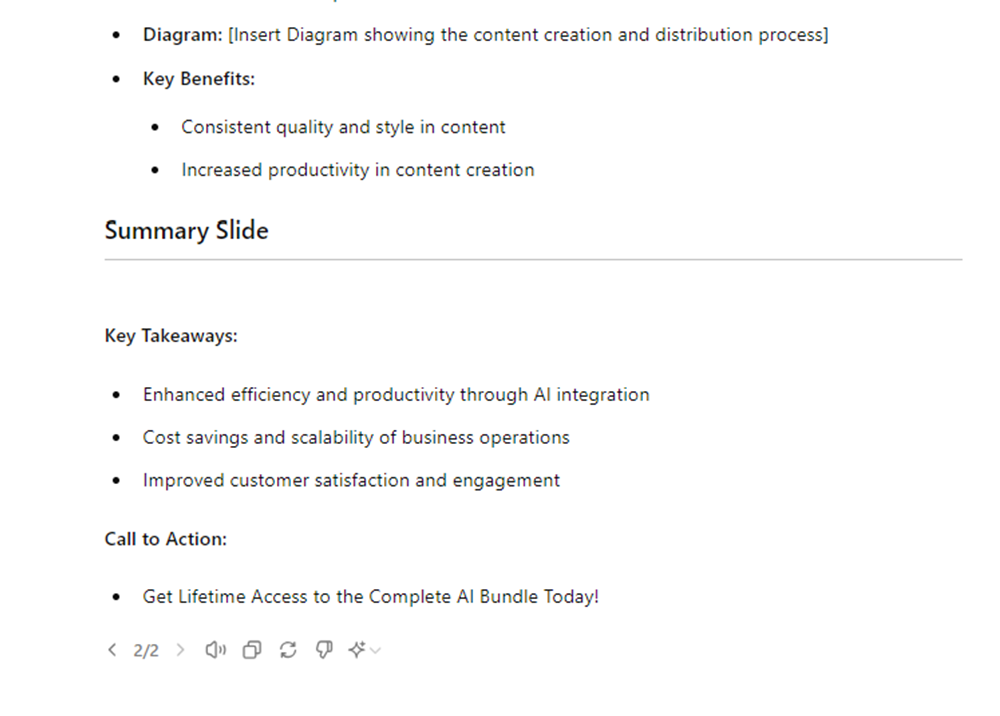 Diagram: [Insert Diagram showing the content creation and distribution process]
Key Benefits:
Consistent quality and style in content
Increased productivity in content creation
Summary Slide
Key Takeaways:
Enhanced efficiency and productivity through AI integration
Cost savings and scalability of business operations
Improved customer satisfaction and engagement
Call to Action:
Get Lifetime Access to the Complete AI Bundle Today!
2/2